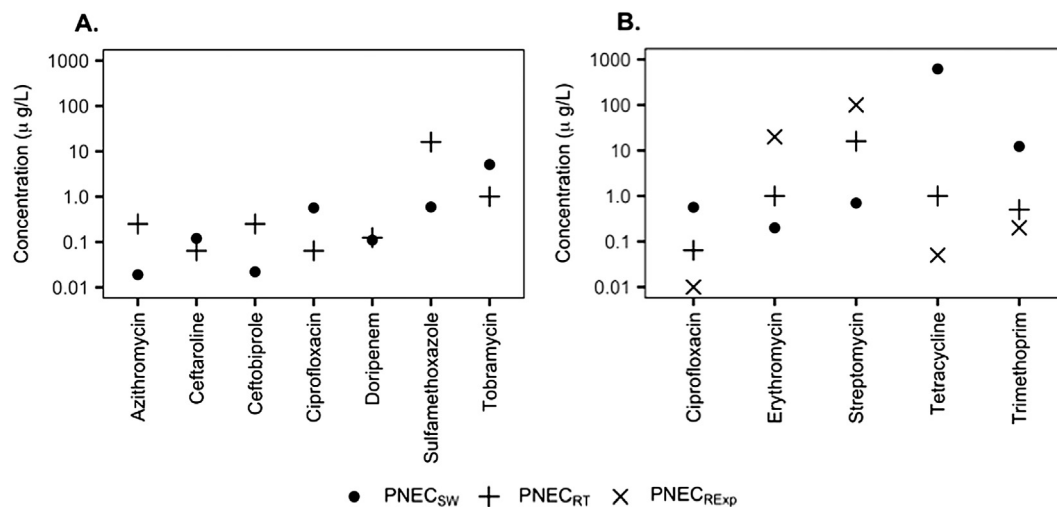 A.
Concentration (μ g/L)
1000
100
10
1.0
0.1
0.01
Azithromycin
Ceftaroline
Ceftobiprole
Ciprofloxacin
Doripenem
Sulfamethoxazole
Tobramycin
B.
Concentration (μ g/L)
1000
100
10
1.0
0.1
0.01
Ciprofloxacin
Erythromycin
Streptomycin
Tetracycline
Trimethoprim
PNECSW PNECRT PNECRExp